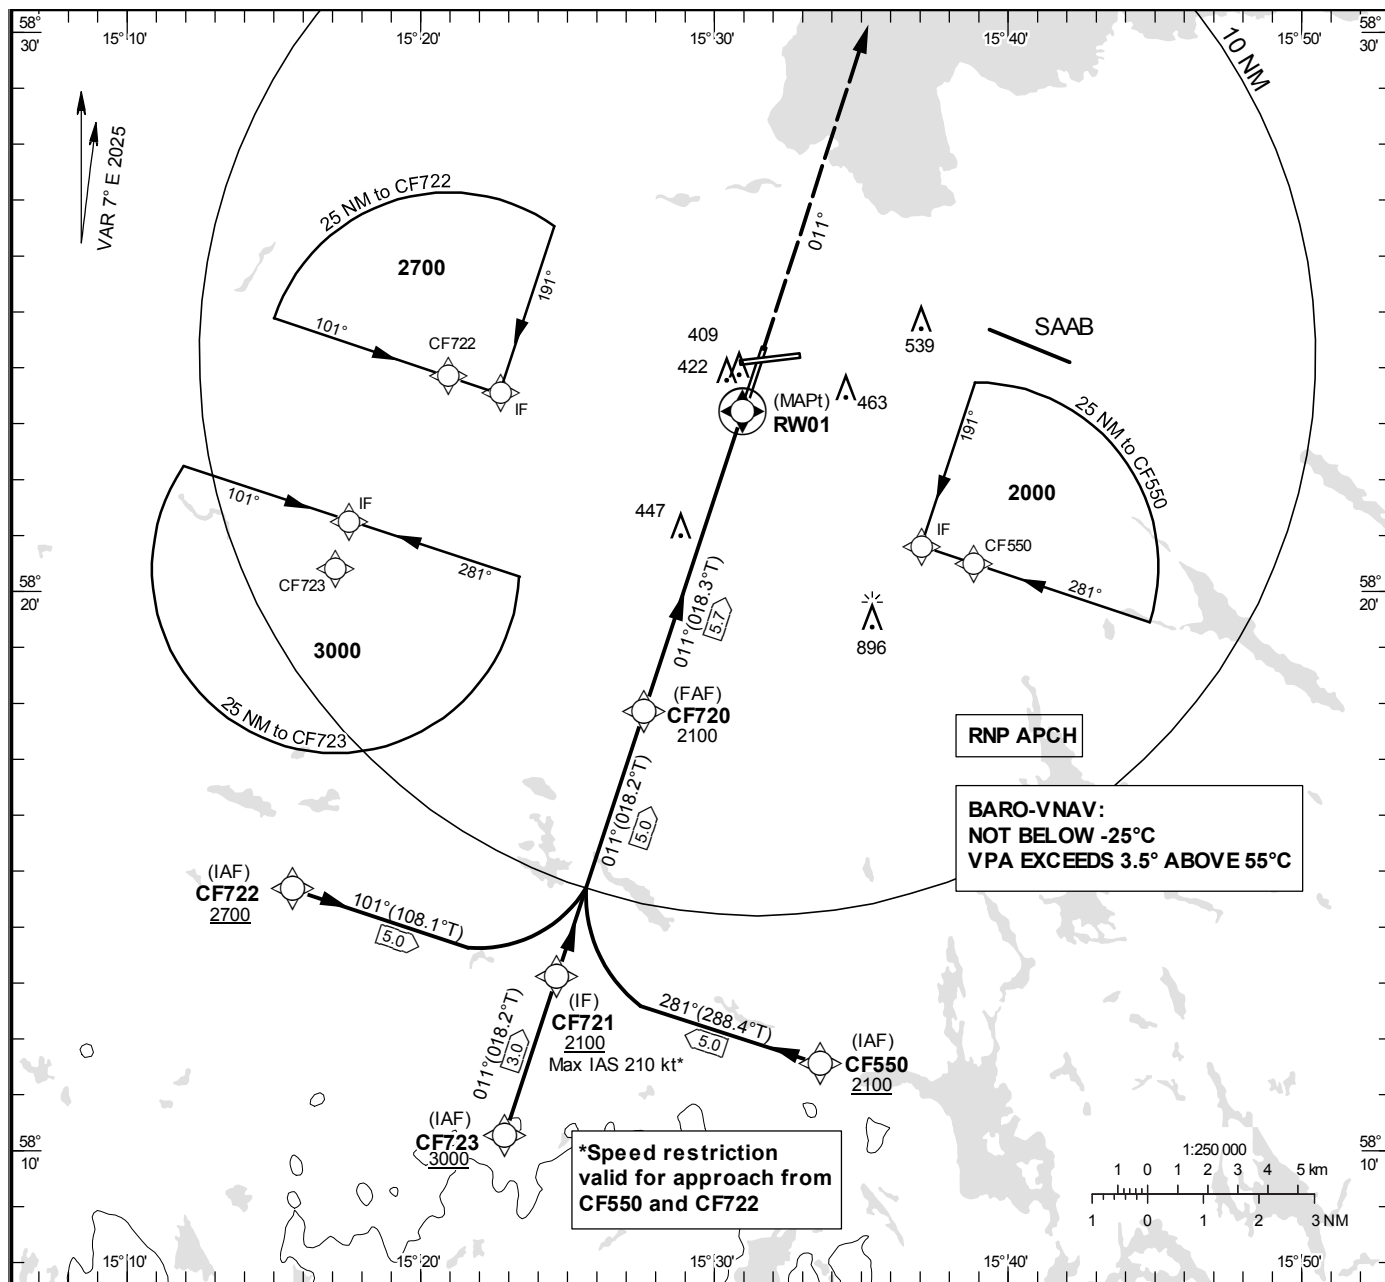 58°
30'
15°10'
15°20'
15°30'
15°40'
15°50'
58°
30'
10 NM
VAR 7° E 2025
25 NM to CF722
2700
191°
101°
CF722
IF
011°
409
422
539
SAAB
463
(MAPt)
RW01
25 NM to CF550
191°
2000
IF
CF550
281°
101°
IF
281°
CF723
3000
25 NM to CF723
447
58°
20'
58°
20'
896
011°(018.3°T)
5.7
(FAF)
CF720
2100
RNP APCH
BARO-VNAV:
NOT BELOW -25°C
VPA EXCEEDS 3.5° ABOVE 55°C
011°(018.2°T)
5.0
(IAF)
CF722
2700
101°(108.1°T)
5.0
(IF)
CF721
2100
Max IAS 210 kt*
011°(018.2°T)
3.0
281°(288.4°T)
5.0
(IAF)
CF550
2100
(IAF)
CF723
3000
*Speed restriction
valid for approach from
CF550 and CF722
58°
10'
58°
10'
1:250 000
1 0 1 2 3 4 5 km
1 0 1 2 3 NM
15°10'
15°20'
15°30'
15°40'
15°50'